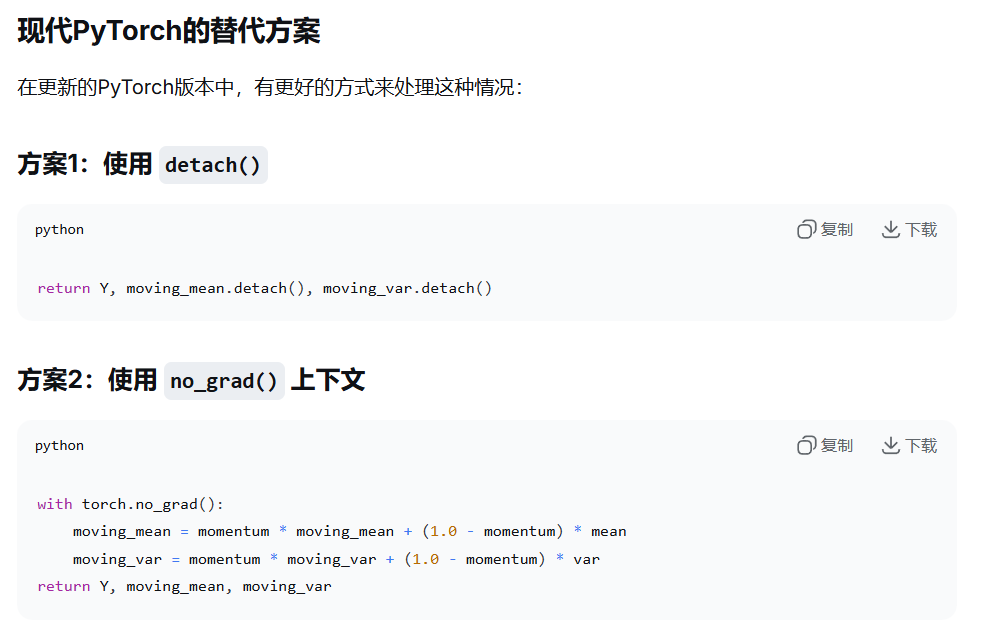 现代PyTorch的替代方案
在更新的PyTorch版本中，有更好的方式来处理这种情况：
方案1：使用 detach()
python 复制 下载
return Y, moving_mean.detach(), moving_var.detach()
方案2：使用 no_grad() 上下文
python 复制 下载
with torch.no_grad():
    moving_mean = momentum * moving_mean + (1.0 - momentum) * mean
    moving_var = momentum * moving_var + (1.0 - momentum) * var
return Y, moving_mean, moving_var